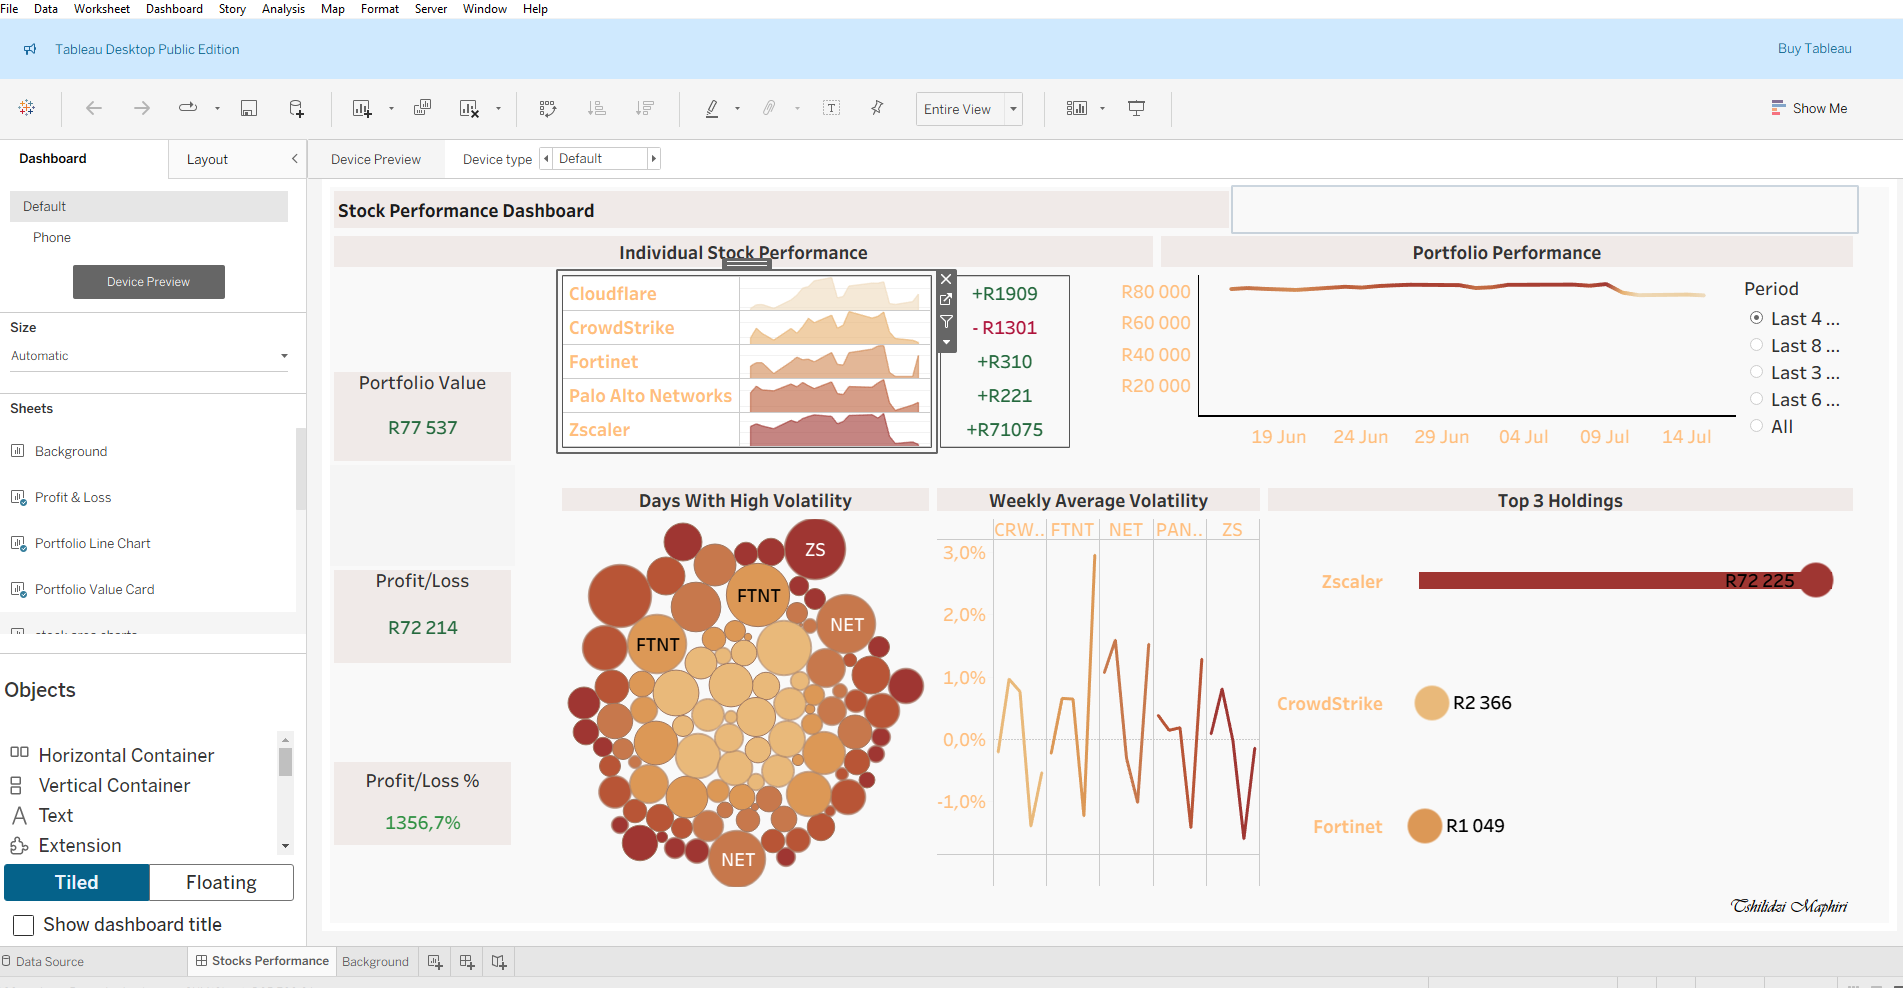 File Data Worksheet Dashboard Story Analysis Map Format Server Window Help
Tableau Desktop Public Edition
Buy Tableau
Entire View
Show Me
Dashboard
Layout
Device Preview
Device type
Default
Default
Phone
Device Preview
Size
Automatic
Sheets
Background
Profit & Loss
Portfolio Line Chart
Portfolio Value Card
Objects
Horizontal Container
Vertical Container
Text
Extension
Tiled
Floating
Show dashboard title
Stock Performance Dashboard
Individual Stock Performance
Portfolio Performance
Portfolio Value
R77 537
Profit/Loss
R72 214
Profit/Loss %
1356,7%
Cloudflare
+R1909
CrowdStrike
- R1301
Fortinet
+R310
Palo Alto Networks
+R221
Zscaler
+R71075
R80 000
R60 000
R40 000
R20 000
19 Jun 24 Jun 29 Jun 04 Jul 09 Jul 14 Jul
Period
Last 4 ...
Last 8 ...
Last 3 ...
Last 6 ...
All
Days With High Volatility
ZS
FTNT
NET
FTNT
NET
Weekly Average Volatility
CRW.. FTNT NET PAN.. ZS
3,0%
2,0%
1,0%
0,0%
-1,0%
Top 3 Holdings
Zscaler
R72 225
CrowdStrike
R2 366
Fortinet
R1 049
Tshilidzi Maphiri
Data Source
Stocks Performance
Background